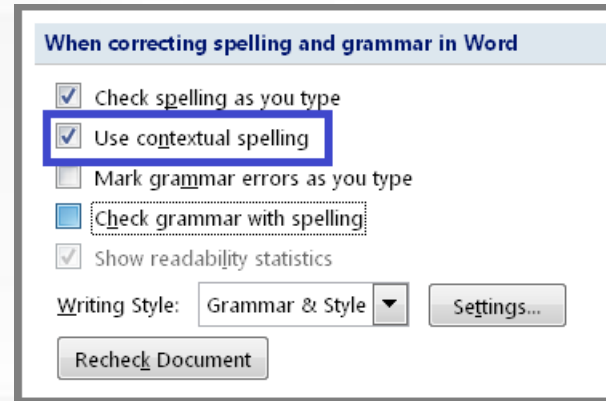 When correcting spelling and grammar in Word
Check spelling as you type
Use contextual spelling
Mark grammar errors as you type
Check grammar with spelling
Show readability statistics
Writing Style: Grammar & Style Settings...
Recheck Document